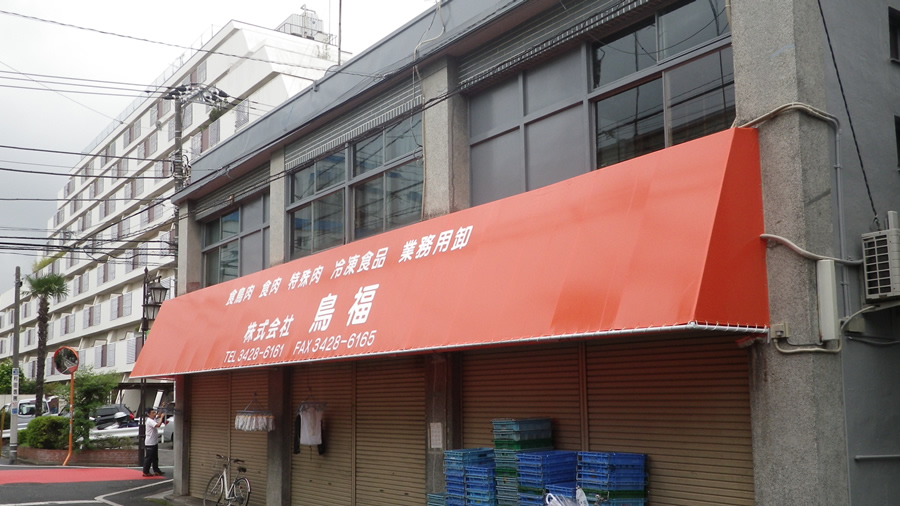 食鳥肉 食肉 特殊肉 冷凍食品 業務用卸
株式会社 鳥福
TEL 3428-6161 FAX 3428-6165